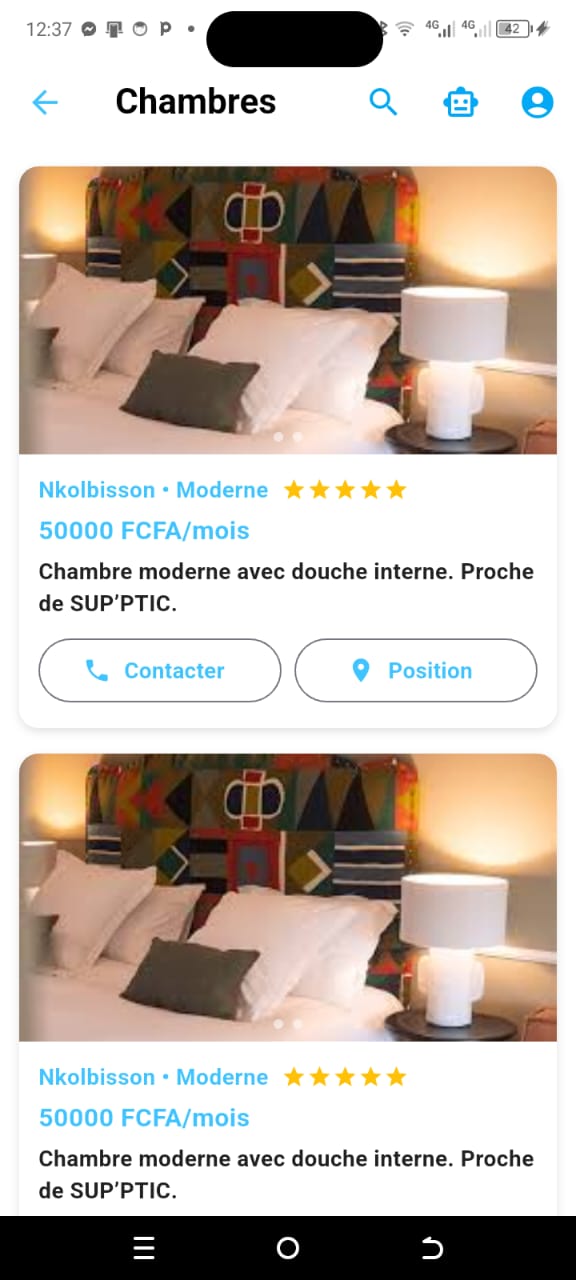 12:37
4G 4G 42
Chambres
Nkolbisson • Moderne
50000 FCFA/mois
Chambre moderne avec douche interne. Proche
de SUP’PTIC.
Contacter Position
Nkolbisson • Moderne
50000 FCFA/mois
Chambre moderne avec douche interne. Proche
de SUP’PTIC.